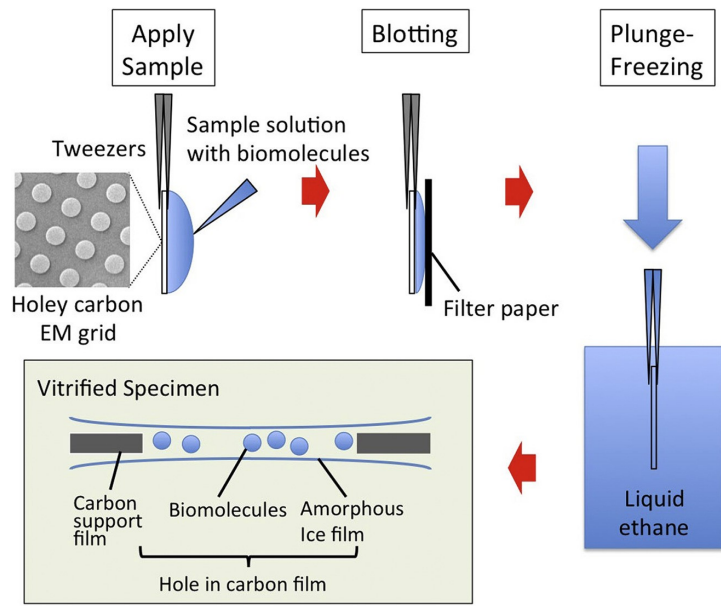 Apply
Sample
Blotting
Plunge-
Freezing
Tweezers
Sample solution
with biomolecules
Holey carbon
EM grid
Filter paper
Liquid
ethane
Vitrified Specimen
Carbon
support
film
Biomolecules
Amorphous
Ice film
Hole in carbon film